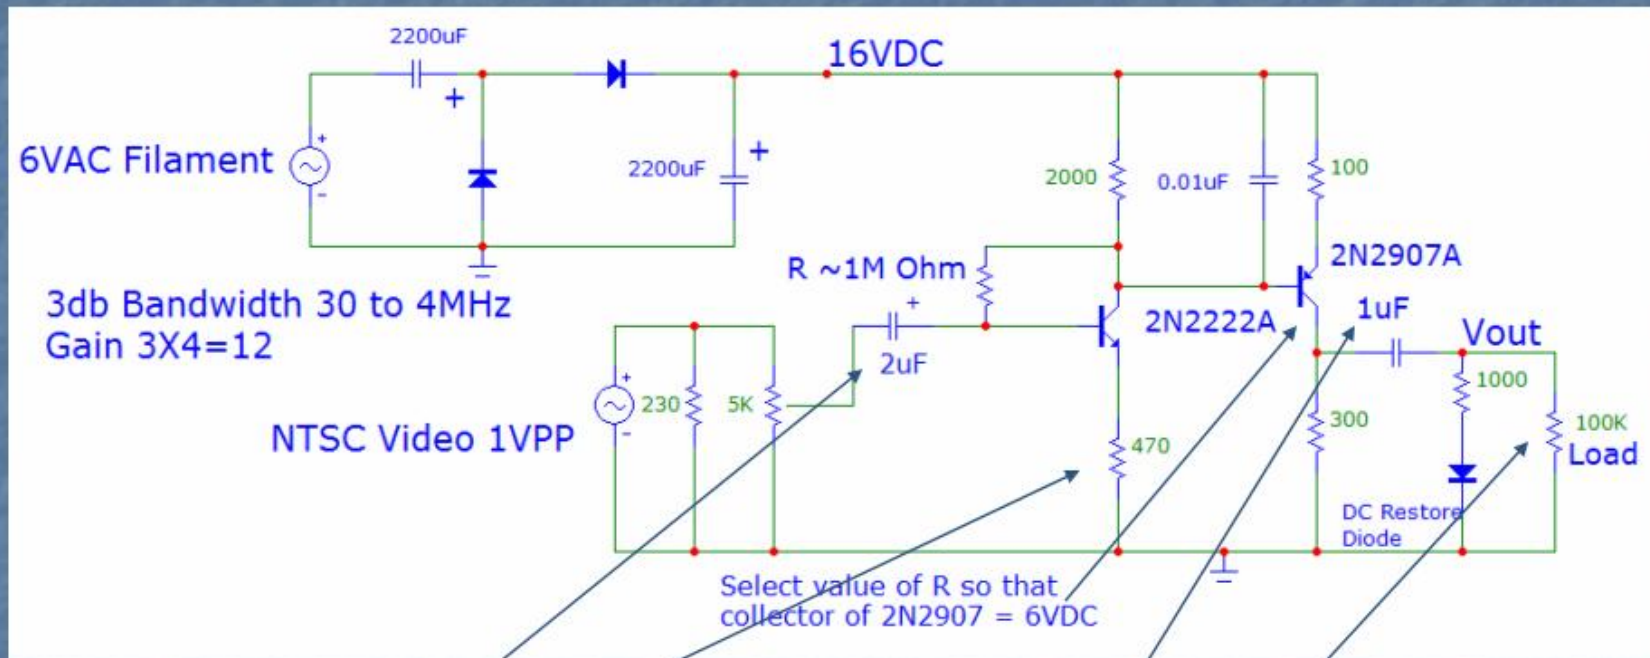 2200uF
16VDC
+
+
6VAC Filament
+
-
2200uF
2000
0.01uF
100
R ~1M Ohm
2N2907A
3db Bandwidth 30 to 4MHz
Gain 3X4=12
+
2uF
2N2222A
1uF
Vout
+
-
230
5K
1000
NTSC Video 1VPP
470
300
100K
Load
DC Restore
Diode
Select value of R so that
collector of 2N2907 = 6VDC